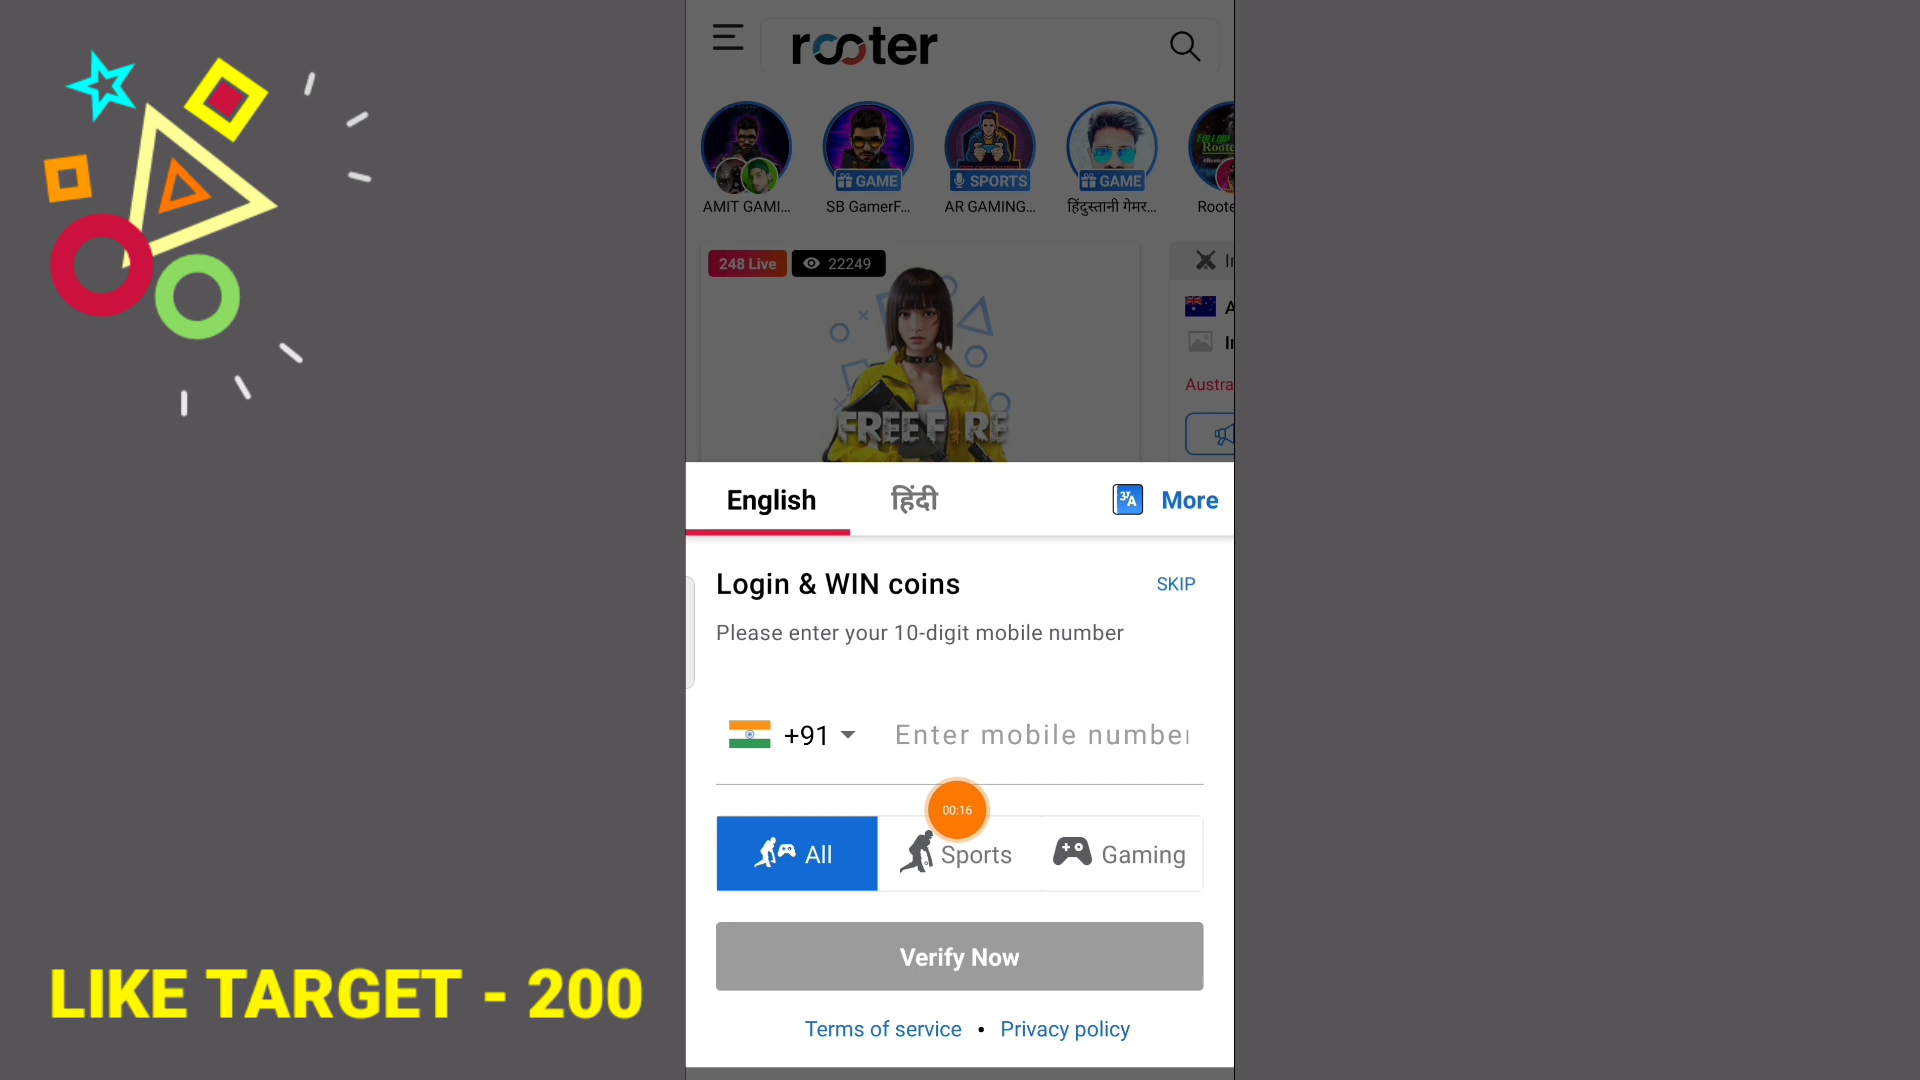 rooter
GAME
SPORTS
GAME
AMIT GAMI...
SB GamerF...
AR GAMING...
हिंदुस्तानी गेमर...
Roote
248 Live
22249
FREE FIRE
Austra
English
हिंदी
More
Login & WIN coins
SKIP
Please enter your 10-digit mobile number
+91
Enter mobile number
00:16
All
Sports
Gaming
Verify Now
LIKE TARGET - 200
Terms of service • Privacy policy